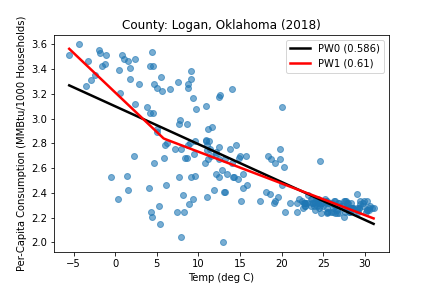 County: Logan, Oklahoma (2018)
PW0 (0.586)
PW1 (0.61)
Per-Capita Consumption (MMBtu/1000 Households)
3.6
3.4
3.2
3.0
2.8
2.6
2.4
2.2
2.0
−5 0 5 10 15 20 25 30
Temp (deg C)